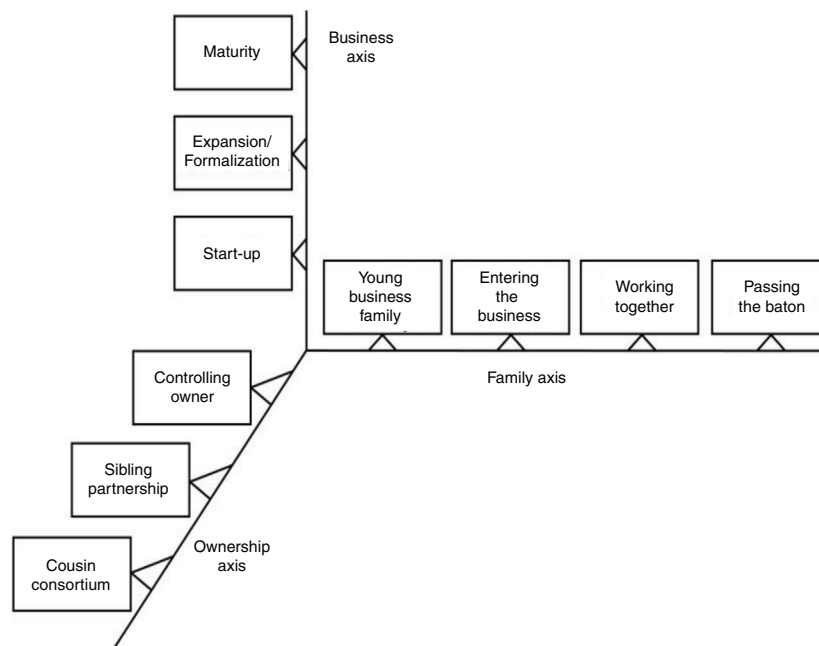 Maturity
Business
axis
Expansion/
Formalization
Start-up
Young
business
family
Entering
the
business
Working
together
Passing
the baton
Family axis
Controlling
owner
Sibling
partnership
Ownership
axis
Cousin
consortium